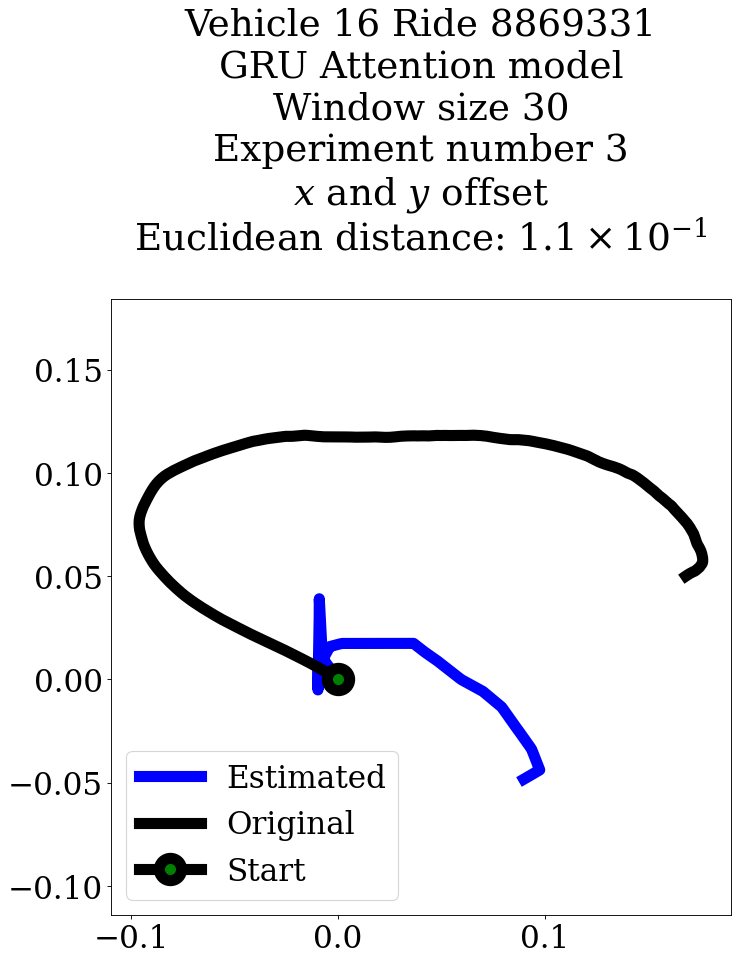 Vehicle 16 Ride 8869331
GRU Attention model
Window size 30
Experiment number 3
x and y offset
Euclidean distance: 1.1 × 10⁻¹
0.15
0.10
0.05
0.00
−0.05
−0.10
Estimated
Original
Start
−0.1
0.0
0.1